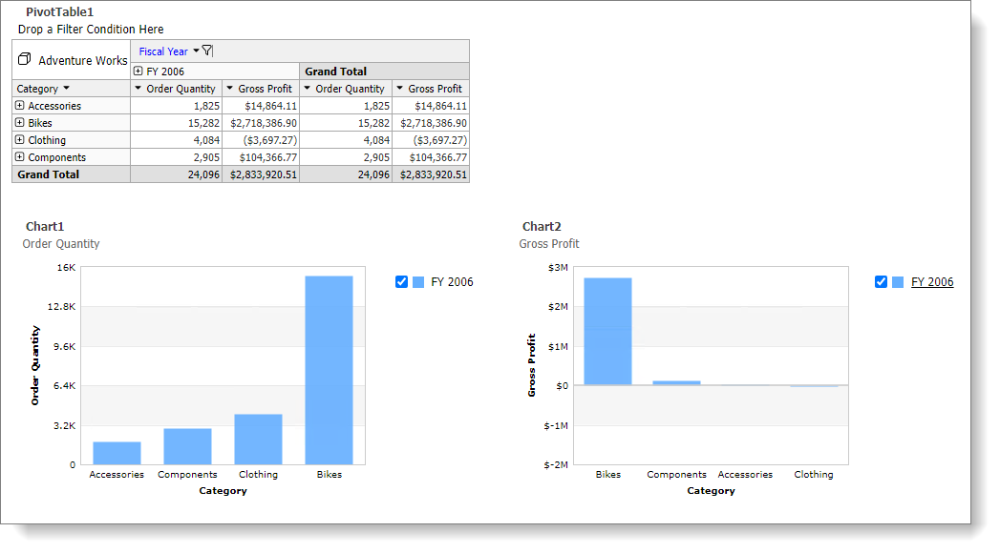 PivotTable1
Drop a Filter Condition Here
Adventure Works
Fiscal Year
FY 2006 Grand Total
Category Order Quantity Gross Profit Order Quantity Gross Profit
Accessories 1,825 $14,864.11 1,825 $14,864.11
Bikes 15,282 $2,718,386.90 15,282 $2,718,386.90
Clothing 4,084 ($3,697.27) 4,084 ($3,697.27)
Components 2,905 $104,366.77 2,905 $104,366.77
Grand Total 24,096 $2,833,920.51 24,096 $2,833,920.51
Chart1
Order Quantity
16K
12.8K
9.6K
6.4K
3.2K
0
Order Quantity
Accessories Components Clothing Bikes
Category
FY 2006
Chart2
Gross Profit
$3M
$2M
$1M
$0
$-1M
$-2M
Gross Profit
Bikes Components Accessories Clothing
Category
FY 2006